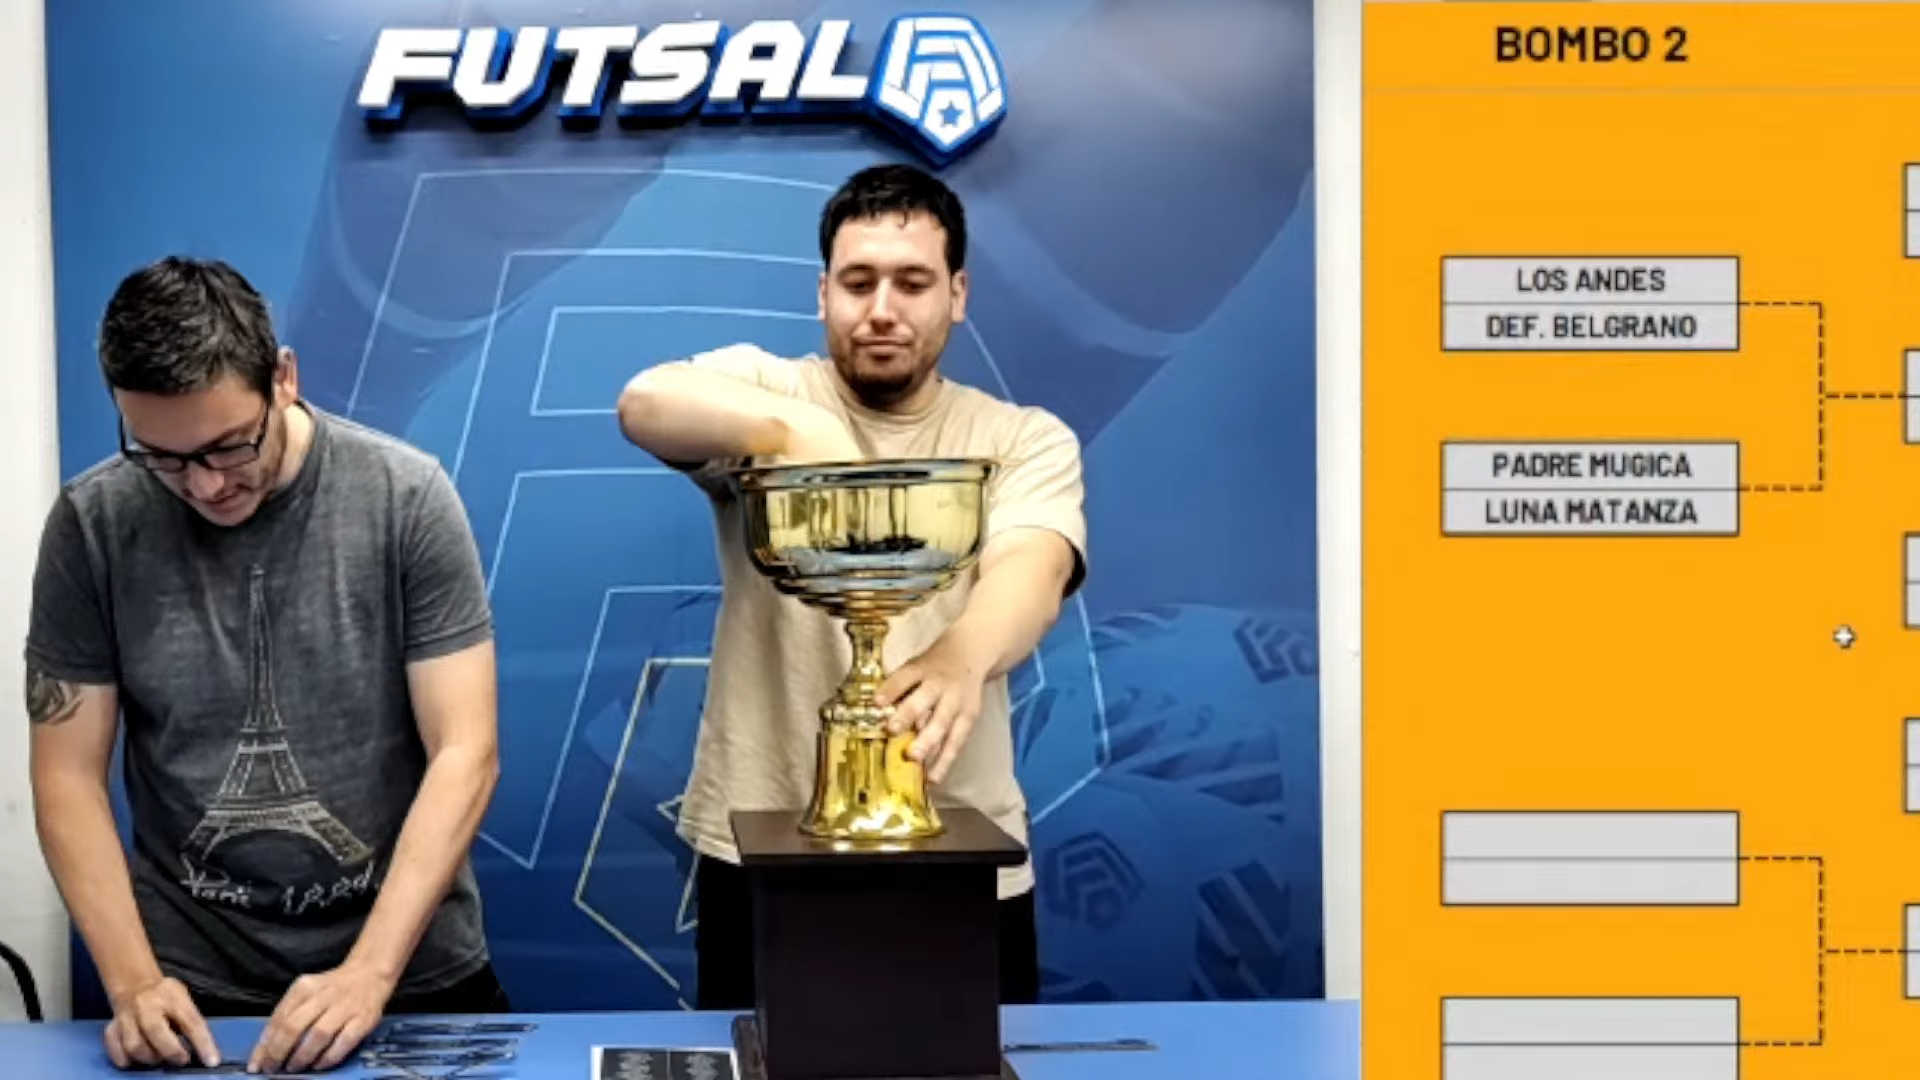 FUTSAL
BOMBO 2
LOS ANDES
DEF. BELGRANO
PADRE MUGICA
LUNA MATANZA